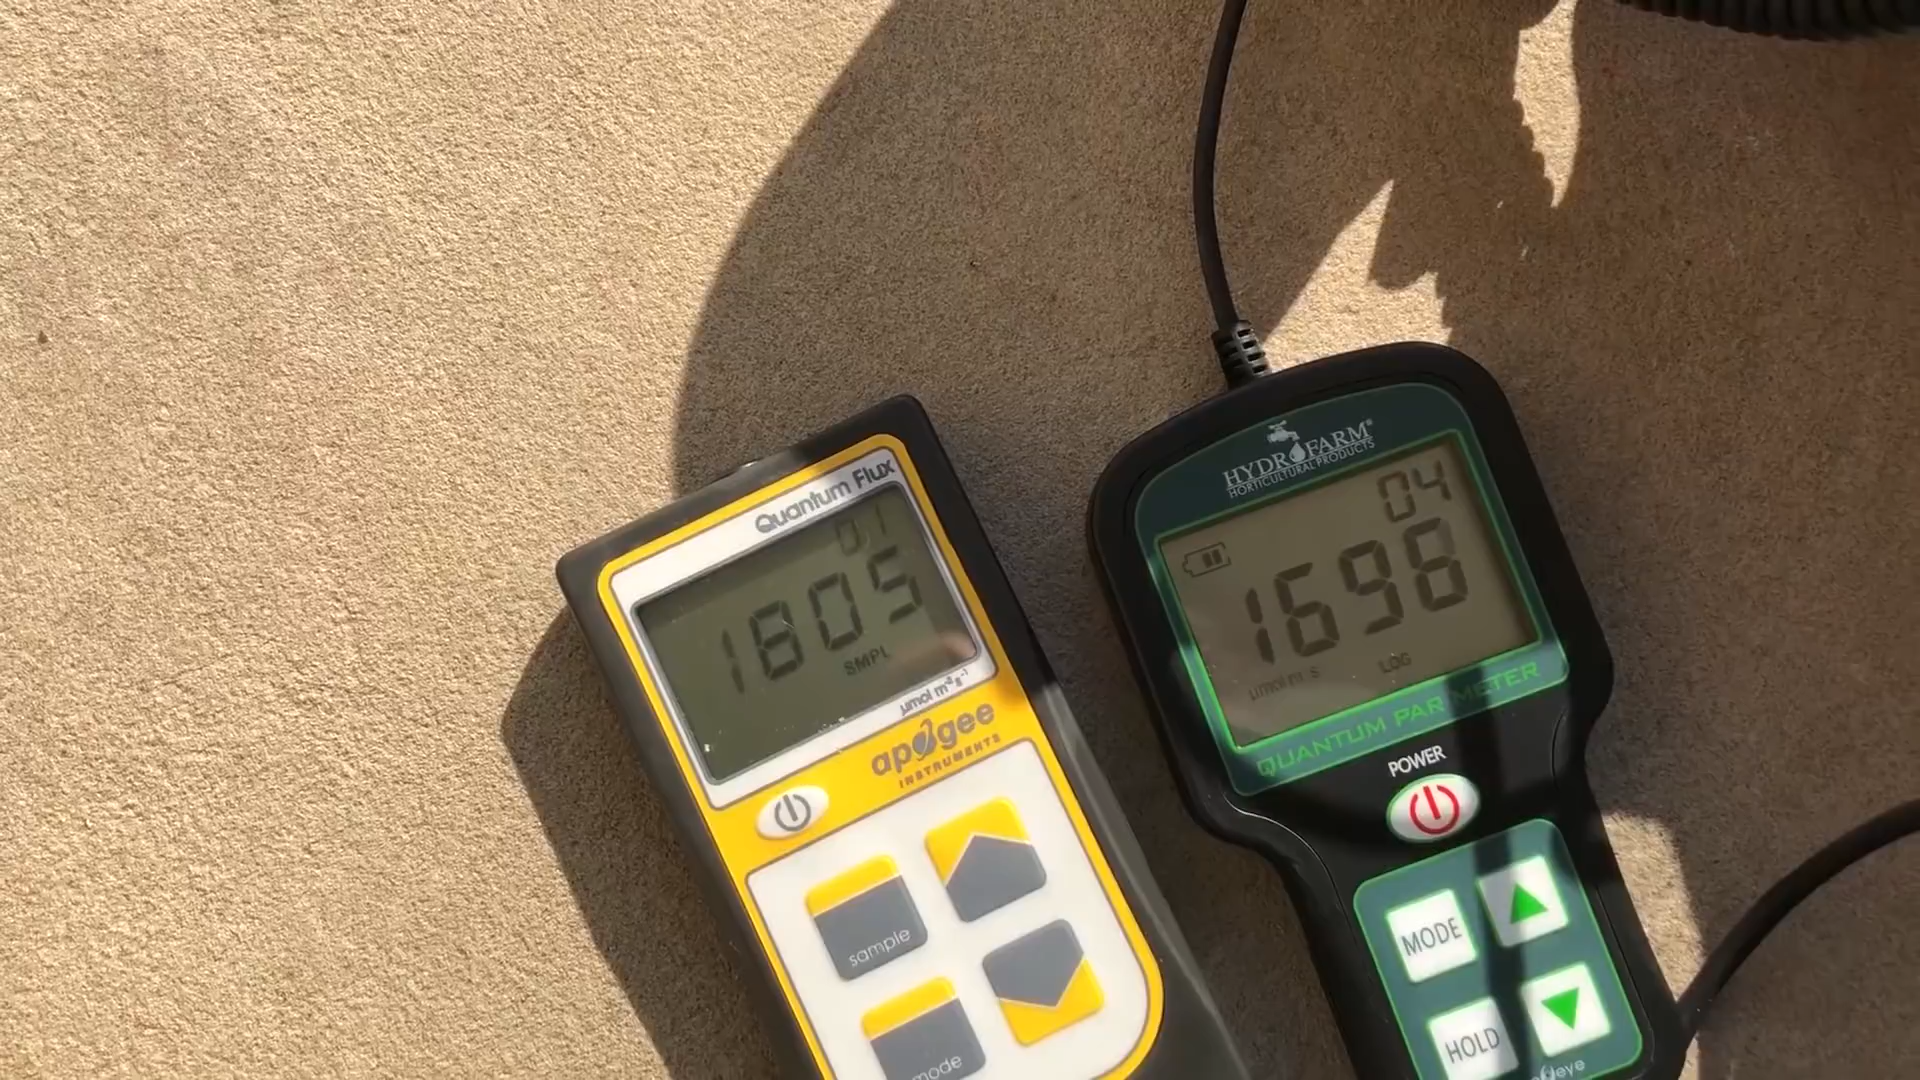 Quantum Flux
01
1805
SMPL
µmol m⁻² s⁻¹
apogee
INSTRUMENTS
sample
mode
HYDROFARM®
HORTICULTURAL PRODUCTS
04
1698
LOG
QUANTUM PAR METER
POWER
MODE
HOLD